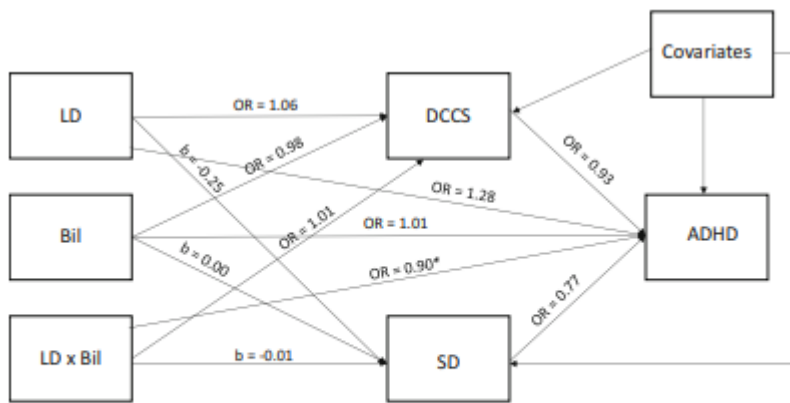 Covariates
LD
OR = 1.06
DCCS
b = -0.25
OR = 0.98
OR = 0.93
OR = 1.28
Bil
OR = 1.01
OR = 1.01
ADHD
b = 0.00
OR = 0.90*
OR = 0.77
LD x Bil
b = -0.01
SD